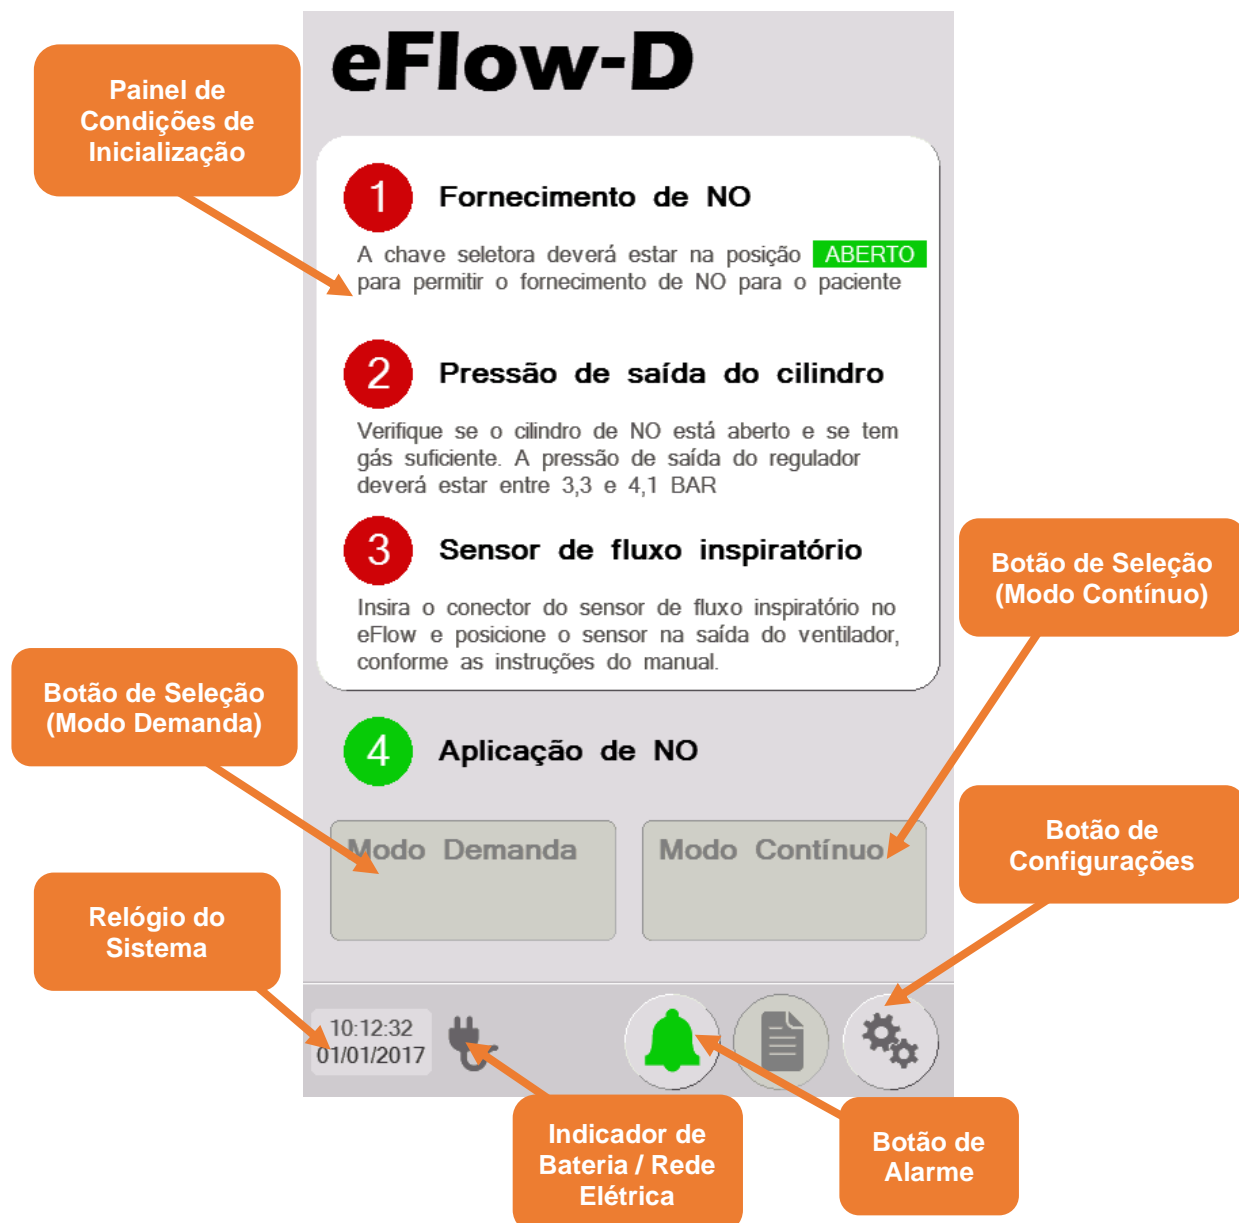 eFlow-D
Painel de
Condições de
Inicialização
1 Fornecimento de NO
A chave seletora deverá estar na posição ABERTO
para permitir o fornecimento de NO para o paciente
2 Pressão de saída do cilindro
Verifique se o cilindro de NO está aberto e se tem
gás suficiente. A pressão de saída do regulador
deverá estar entre 3,3 e 4,1 BAR
3 Sensor de fluxo inspiratório
Insira o conector do sensor de fluxo inspiratório no
eFlow e posicione o sensor na saída do ventilador,
conforme as instruções do manual.
Botão de Seleção
(Modo Contínuo)
Botão de Seleção
(Modo Demanda)
4 Aplicação de NO
Modo Demanda
Modo Contínuo
Botão de
Configurações
Relógio do
Sistema
10:12:32
01/01/2017
Indicador de
Bateria / Rede
Elétrica
Botão de
Alarme